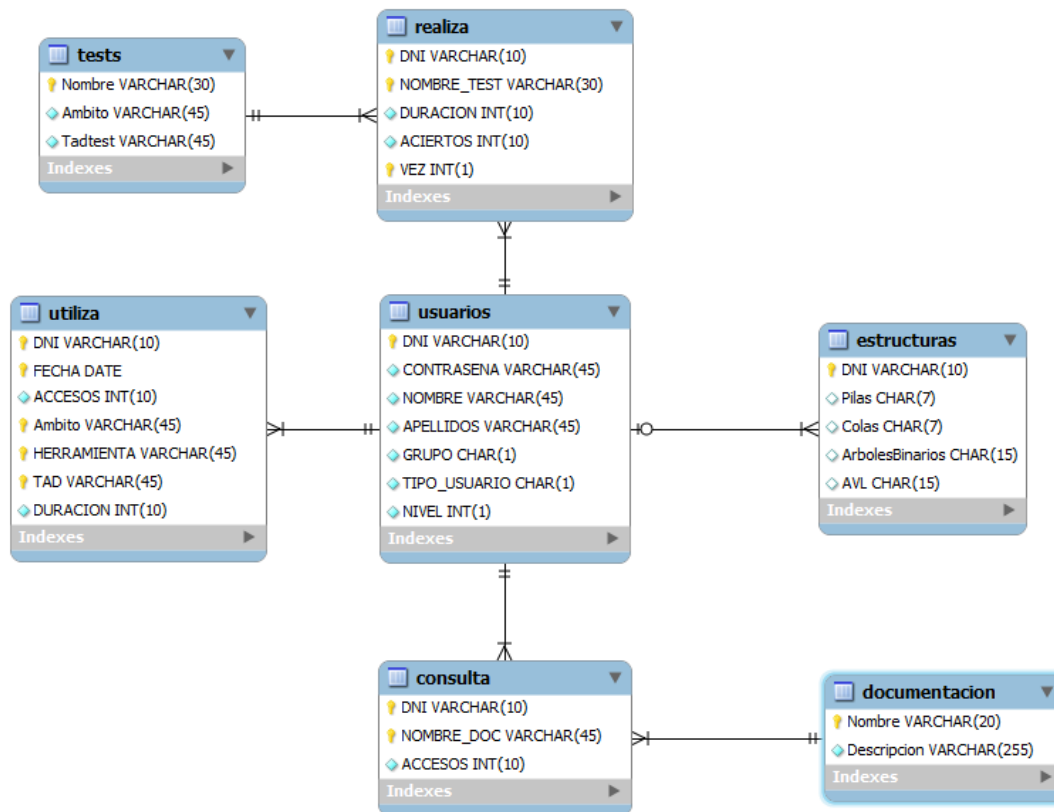 tests
Nombre VARCHAR(30)
Ambito VARCHAR(45)
Tadtest VARCHAR(45)
Indexes
realiza
DNI VARCHAR(10)
NOMBRE_TEST VARCHAR(30)
DURACION INT(10)
ACIERTOS INT(10)
VEZ INT(1)
Indexes
utiliza
DNI VARCHAR(10)
FECHA DATE
ACCESOS INT(10)
Ambito VARCHAR(45)
HERRAMIENTA VARCHAR(45)
TAD VARCHAR(45)
DURACION INT(10)
Indexes
usuarios
DNI VARCHAR(10)
CONTRASENA VARCHAR(45)
NOMBRE VARCHAR(45)
APELLIDOS VARCHAR(45)
GRUPO CHAR(1)
TIPO_USUARIO CHAR(1)
NIVEL INT(1)
Indexes
estructuras
DNI VARCHAR(10)
Pilas CHAR(7)
Colas CHAR(7)
ArbolesBinarios CHAR(15)
AVL CHAR(15)
Indexes
consulta
DNI VARCHAR(10)
NOMBRE_DOC VARCHAR(45)
ACCESOS INT(10)
Indexes
documentacion
Nombre VARCHAR(20)
Descripcion VARCHAR(255)
Indexes